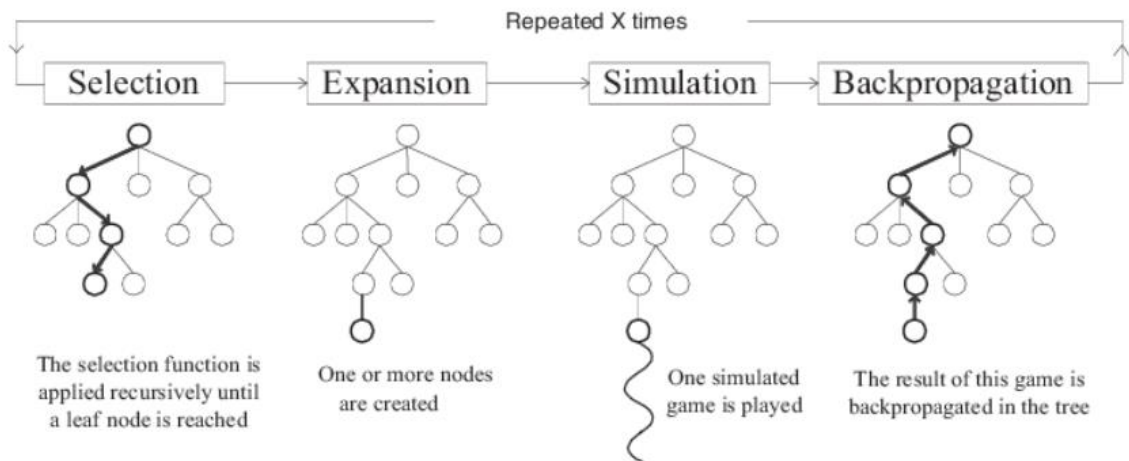 Repeated X times
Selection
Expansion
Simulation
Backpropagation
The selection function is
applied recursively until
a leaf node is reached
One or more nodes
are created
One simulated
game is played
The result of this game is
backpropagated in the tree